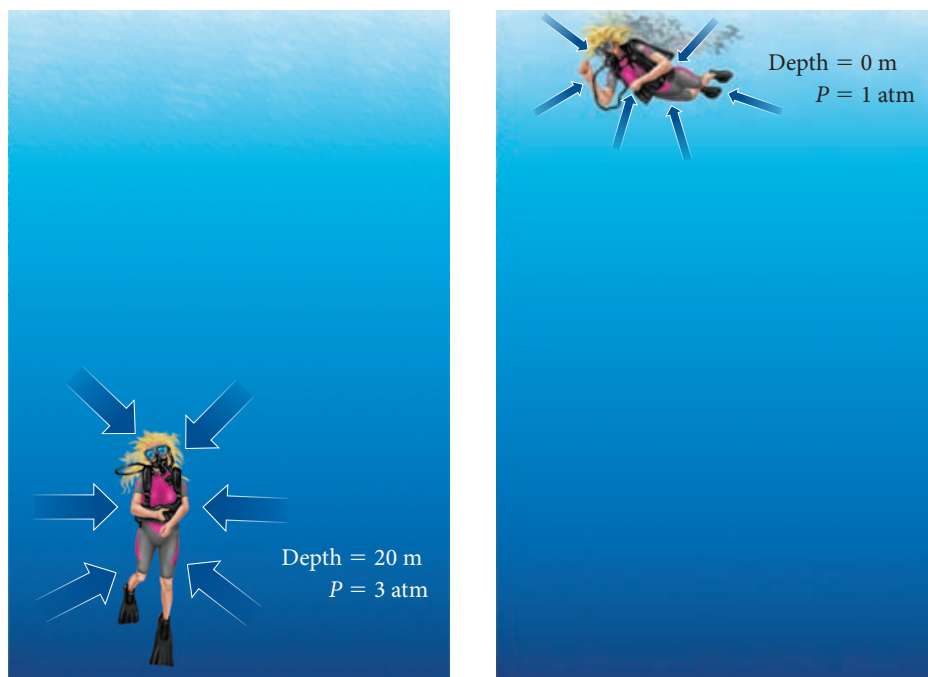 Depth = 20 m
P = 3 atm
Depth = 0 m
P = 1 atm